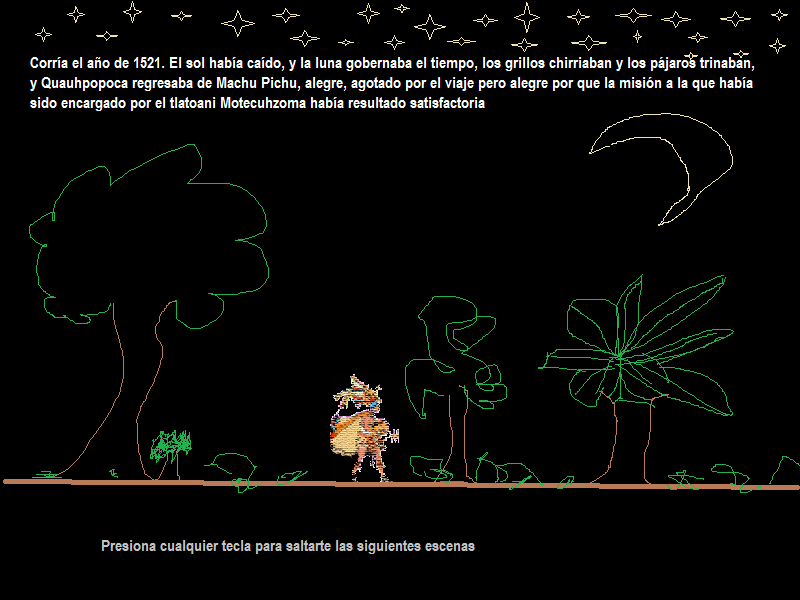 Corría el año de 1521. El sol había caído, y la luna gobernaba el tiempo, los grillos chirriaban y los pájaros trinaban,
y Quauhpopoca regresaba de Machu Pichu, alegre, agotado por el viaje pero alegre por que la misión a la que había
sido encargado por el tlatoani Motecuhzoma había resultado satisfactoria
Presiona cualquier tecla para saltarte las siguientes escenas